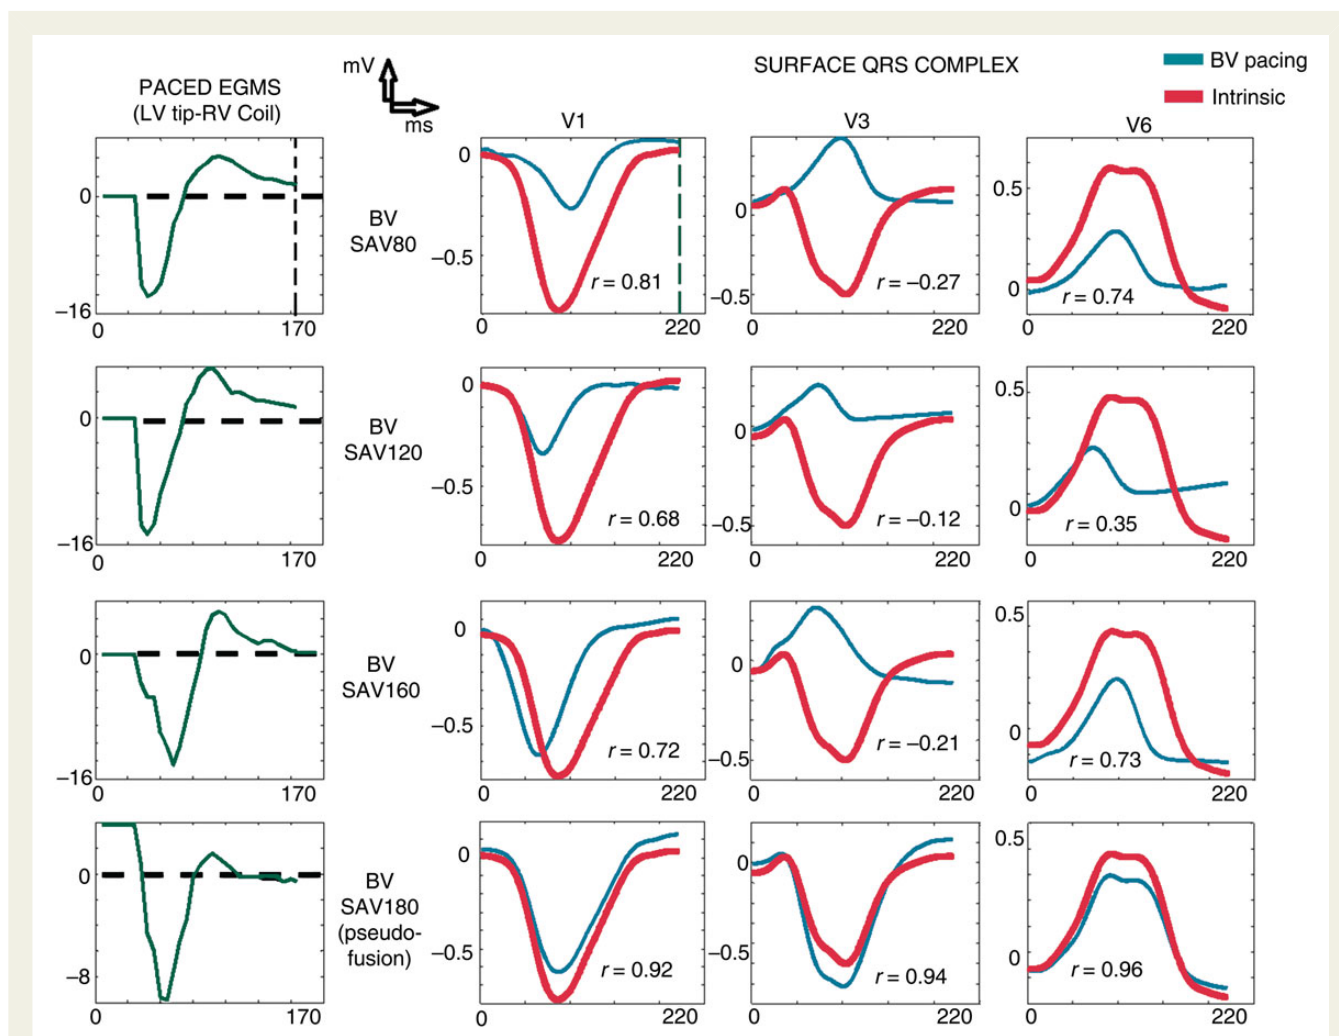 PACED EGMS
(LV tip-RV Coil)
mV
ms
SURFACE QRS COMPLEX
BV pacing
Intrinsic
V1
V3
V6
0
−16
0
170
BV
SAV80
0
−0.5
r = 0.81
0
220
0
−0.5
r = −0.27
0
220
0.5
0
r = 0.74
0
220
0
−16
0
170
BV
SAV120
0
−0.5
r = 0.68
0
220
0
−0.5
r = −0.12
0
220
0.5
0
r = 0.35
0
220
0
−16
0
170
BV
SAV160
0
−0.5
r = 0.72
0
220
0
−0.5
r = −0.21
0
220
0.5
0
r = 0.73
0
220
0
−8
0
170
BV
SAV180
(pseudo-
fusion)
0
−0.5
r = 0.92
0
220
0
−0.5
r = 0.94
0
220
0.5
0
r = 0.96
0
220